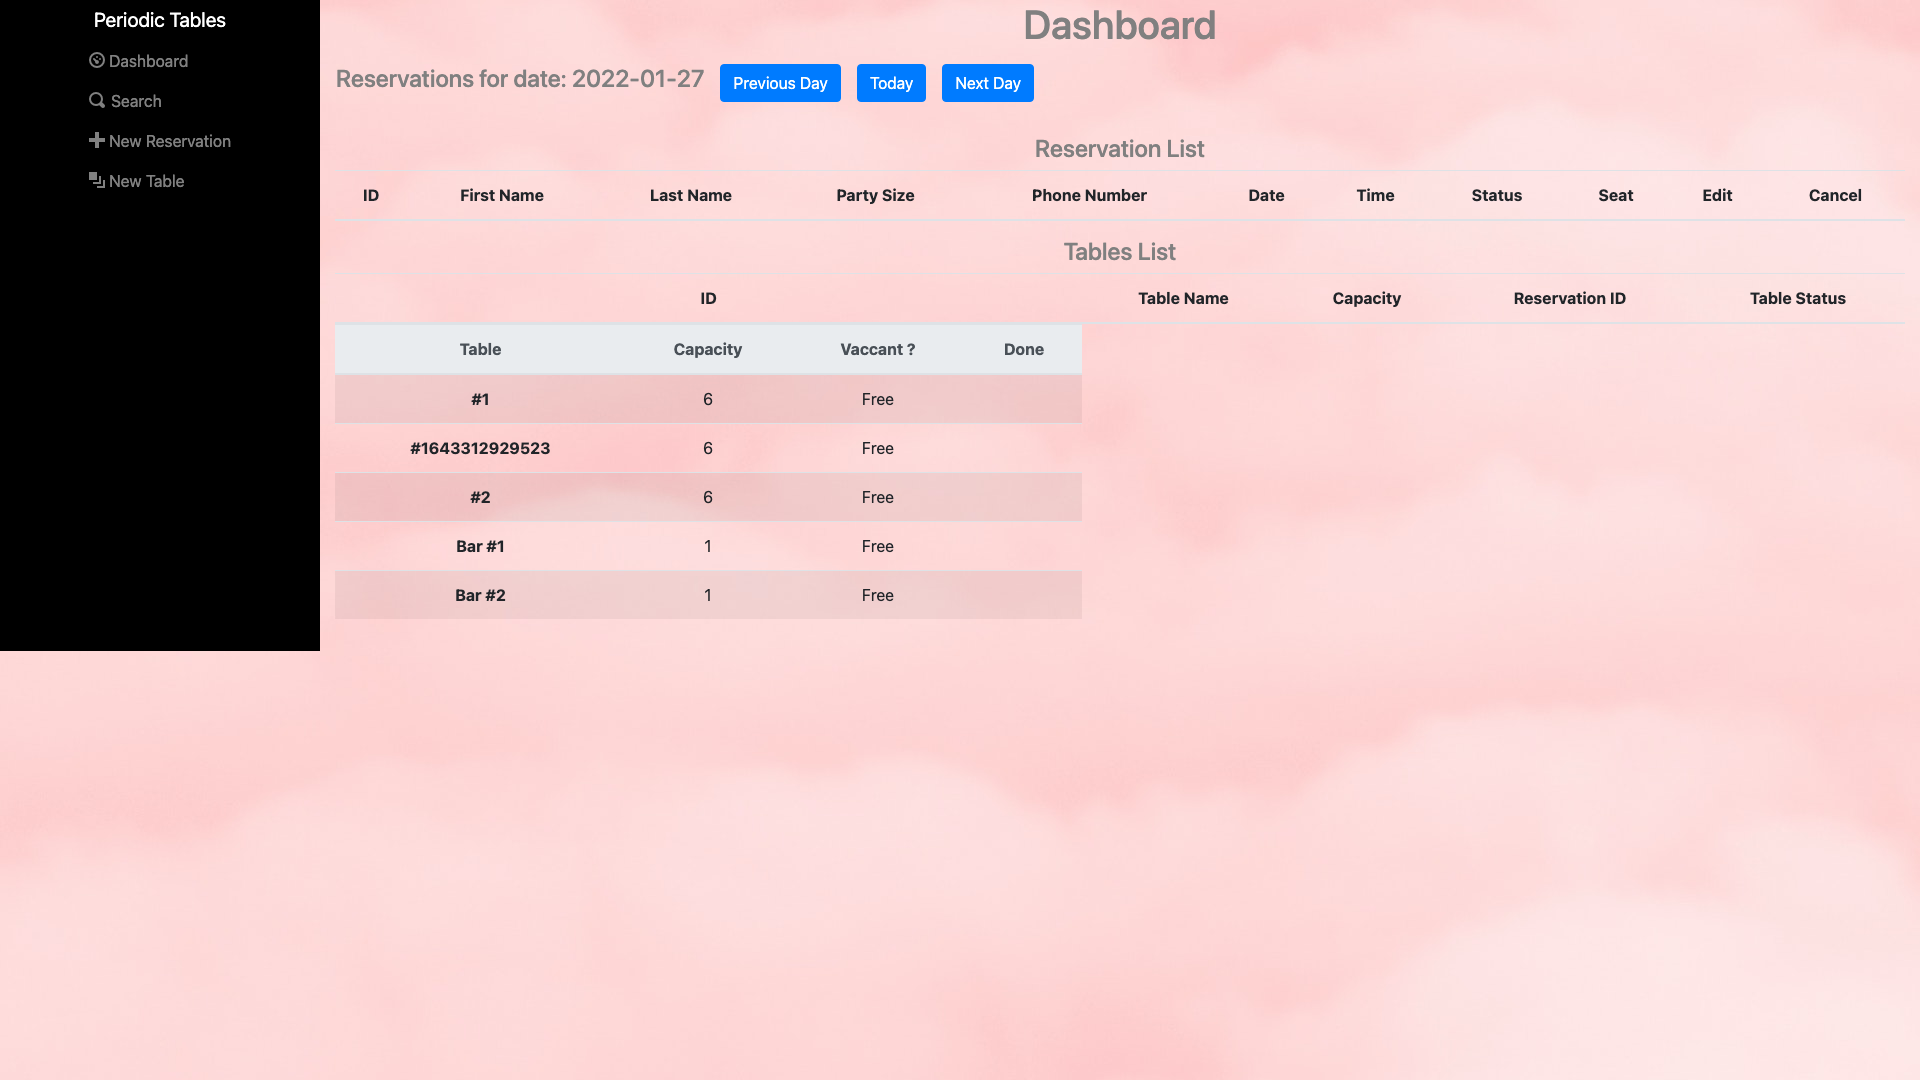 Periodic Tables
Dashboard
Search
New Reservation
New Table
Dashboard
Reservations for date: 2022-01-27 Previous Day Today Next Day
Reservation List
ID First Name Last Name Party Size Phone Number Date Time Status Seat Edit Cancel
Tables List
ID Table Name Capacity Reservation ID Table Status
Table Capacity Vaccant ? Done
#1 6 Free
#1643312929523 6 Free
#2 6 Free
Bar #1 1 Free
Bar #2 1 Free